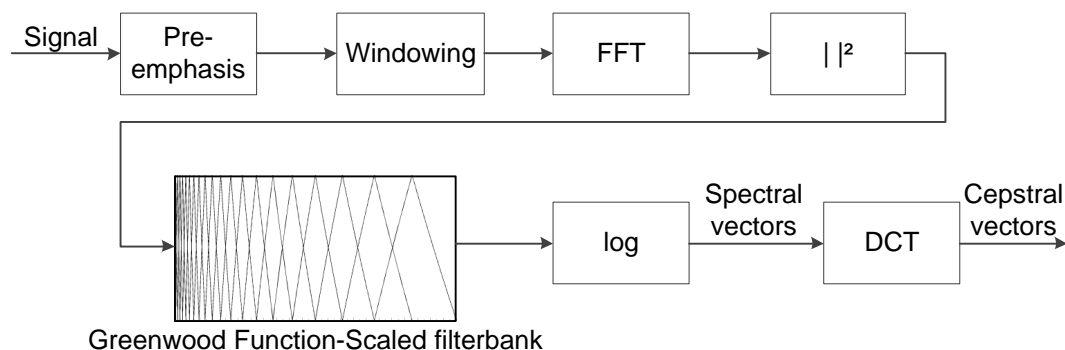 Signal
Pre-
emphasis
Windowing
FFT
| |²
Greenwood Function-Scaled filterbank
log
Spectral
vectors
DCT
Cepstral
vectors